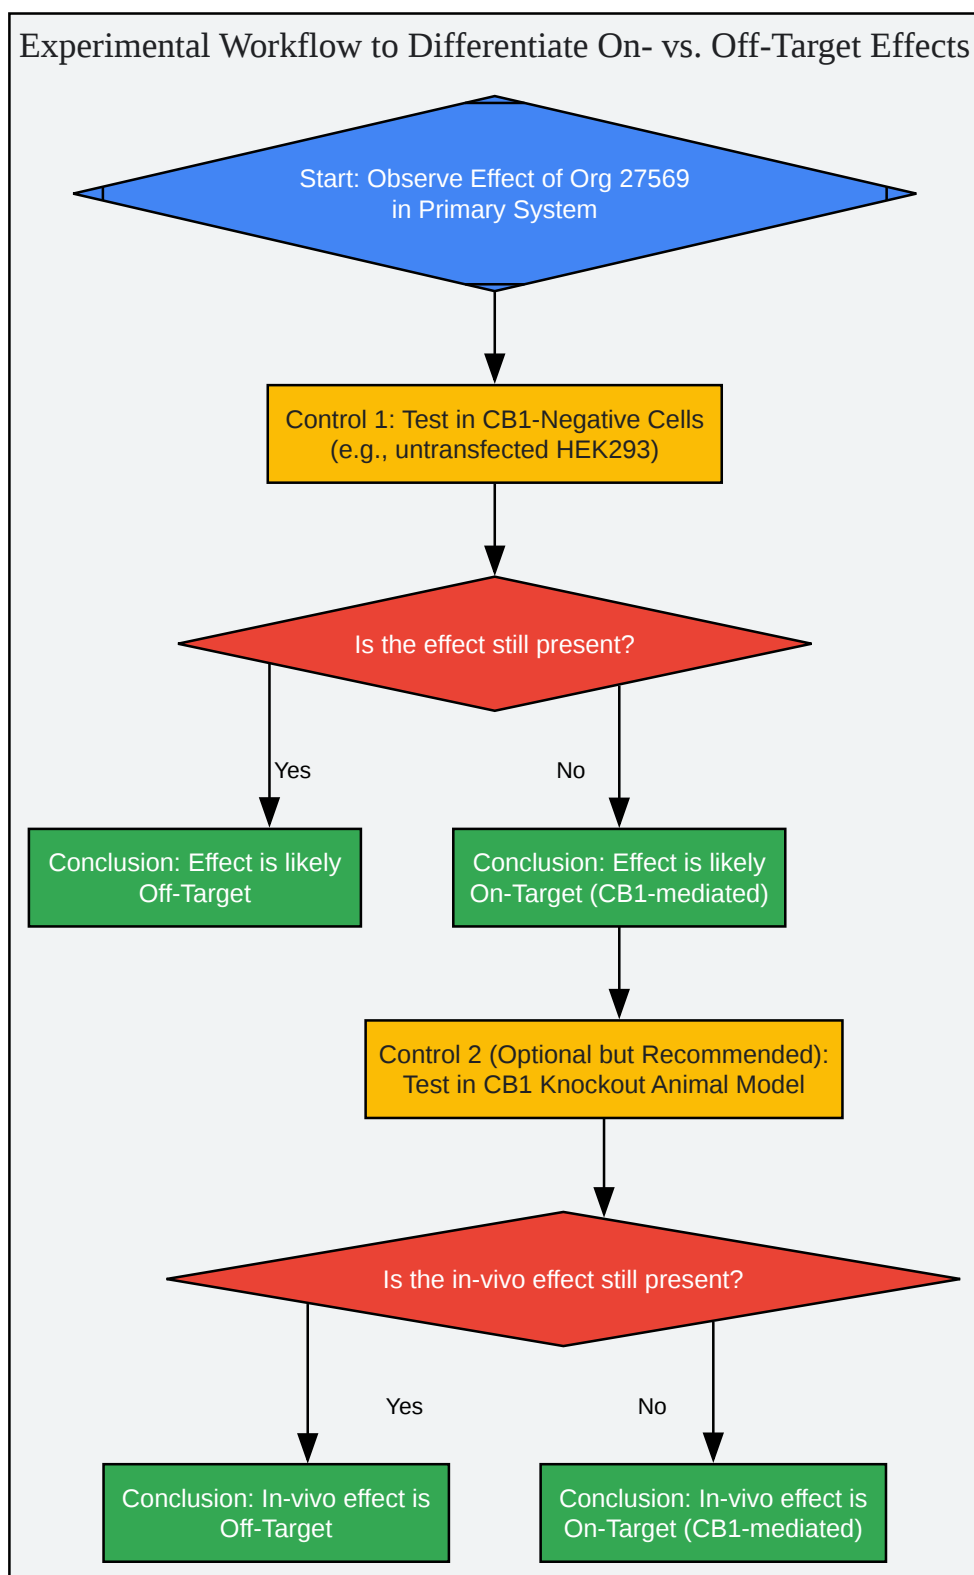 Experimental Workflow to Differentiate On- vs. Off-Target Effects
Start: Observe Effect of Org 27569
in Primary System
Control 1: Test in CB1-Negative Cells
(e.g., untransfected HEK293)
Is the effect still present?
Yes
No
Conclusion: Effect is likely
Off-Target
Conclusion: Effect is likely
On-Target (CB1-mediated)
Control 2 (Optional but Recommended):
Test in CB1 Knockout Animal Model
Is the in-vivo effect still present?
Yes
No
Conclusion: In-vivo effect is
Off-Target
Conclusion: In-vivo effect is
On-Target (CB1-mediated)